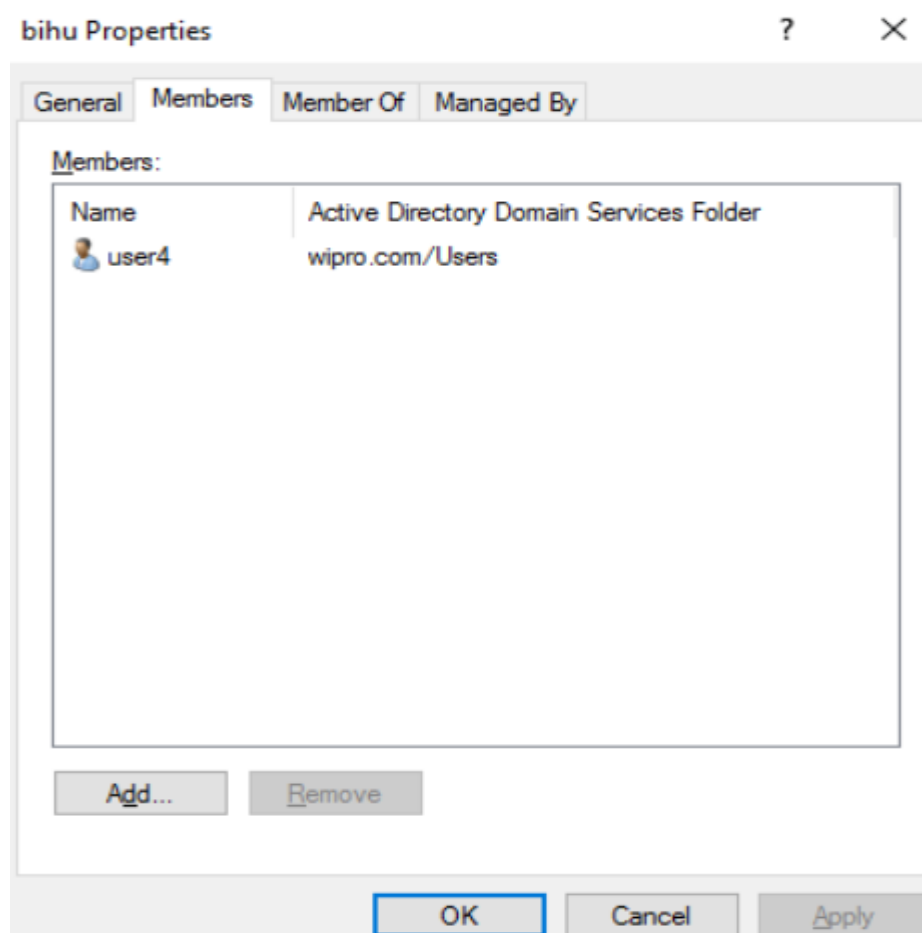 bihu Properties ? ×
General Members Member Of Managed By
Members:
Name Active Directory Domain Services Folder
user4 wipro.com/Users
Add... Remove
OK Cancel Apply